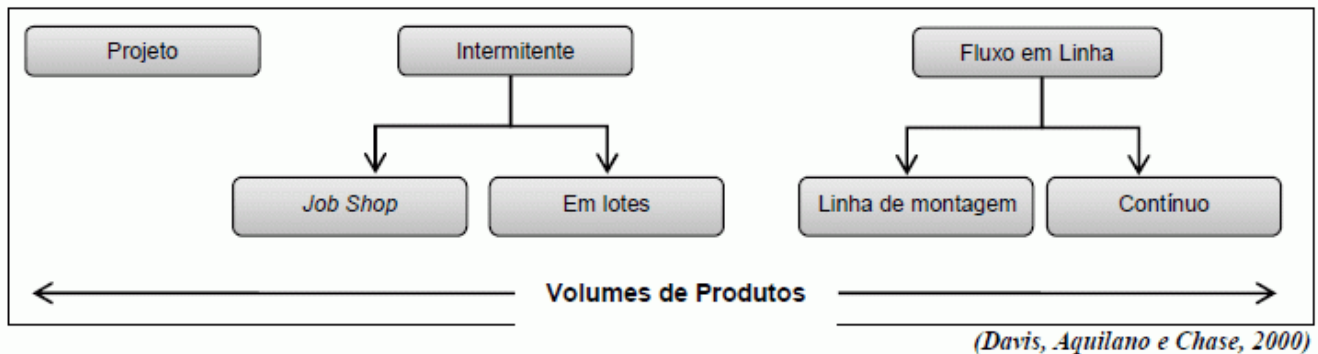 Projeto
Intermitente
Fluxo em Linha
Job Shop
Em lotes
Linha de montagem
Contínuo
Volumes de Produtos
(Davis, Aquilano e Chase, 2000)